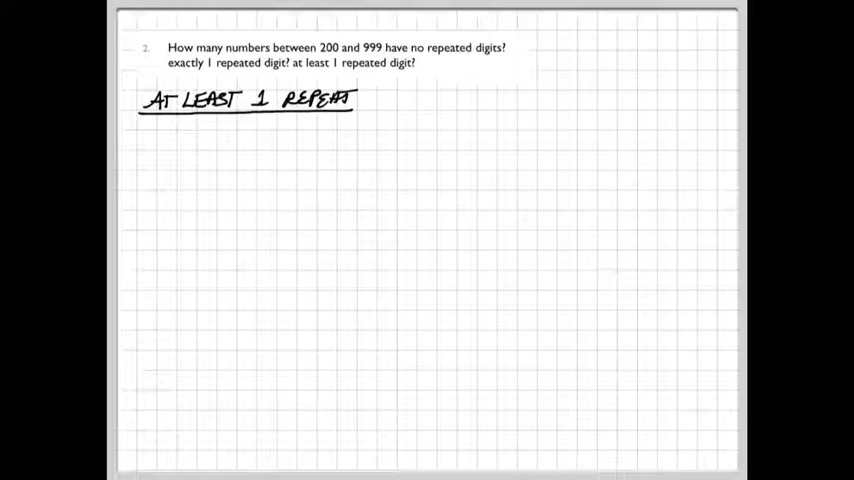 2. How many numbers between 200 and 999 have no repeated digits?
exactly 1 repeated digit? at least 1 repeated digit?
AT LEAST 1 REPEAT